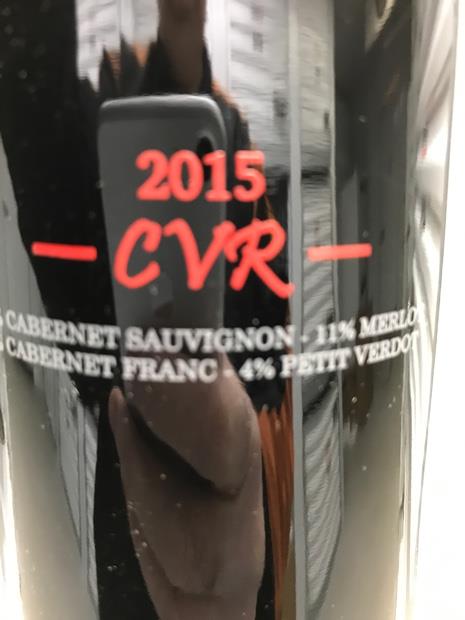 2015
CVR
% CABERNET SAUVIGNON - 11% MERLOT
CABERNET FRANC - 4% PETIT VERDOT